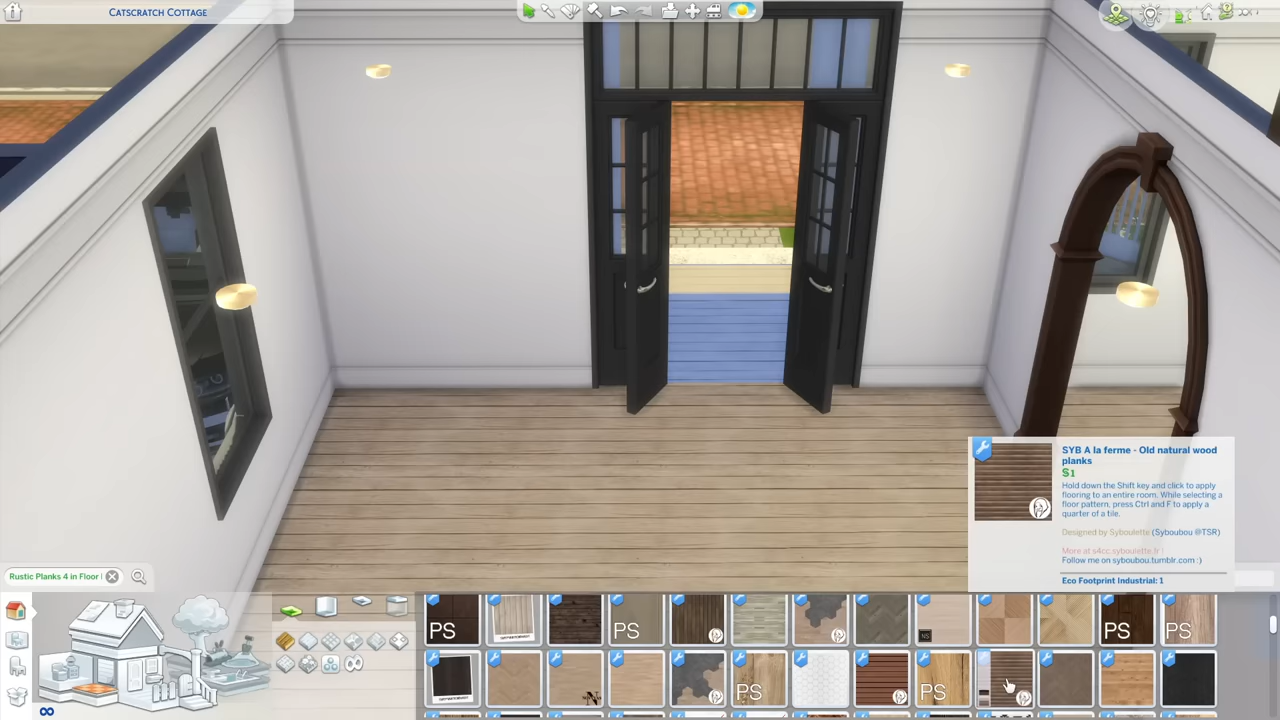 Catscratch Cottage
SYB A la ferme - Old natural wood
planks
§1
Hold down the Shift key and click to apply
flooring to an entire room. While selecting a
floor pattern, press Ctrl and F to apply a
quarter of a tile.
Designed by Syboulette (Syboubou @TSR)
More at s4cc.syboulette.fr !
Follow me on syboubou.tumblr.com :)
Eco Footprint Industrial: 1
Rustic Planks 4 in Floor
PS
PS
NS
PS
PS
PS
PS